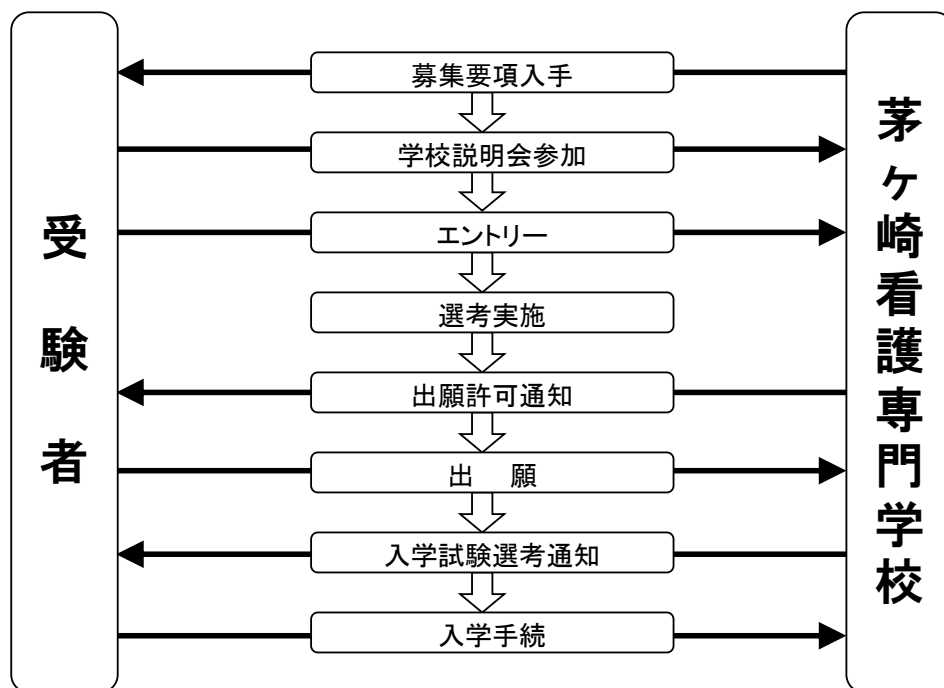 受験者
募集要項入手
学校説明会参加
エントリー
選考実施
出願許可通知
出　願
入学試験選考通知
入学手続
茅ヶ崎看護専門学校